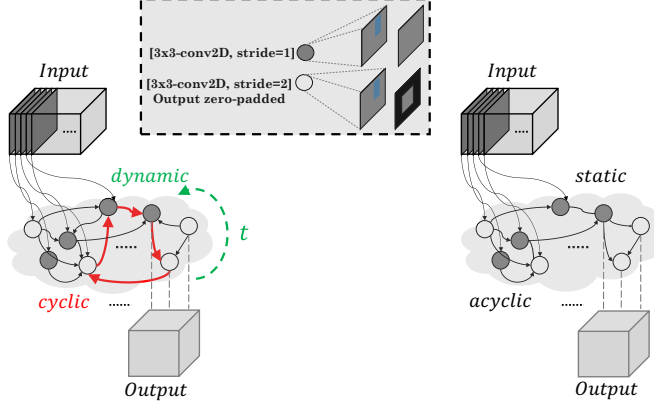 [3x3-conv2D, stride=1]
[3x3-conv2D, stride=2]
Output zero-padded
Input
.....
dynamic
t
.....
cyclic
......
Output
Input
.....
static
.....
acyclic
......
Output